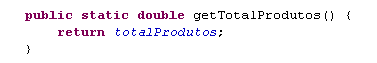 public static double getTotalProdutos() {
    return totalProdutos;
}